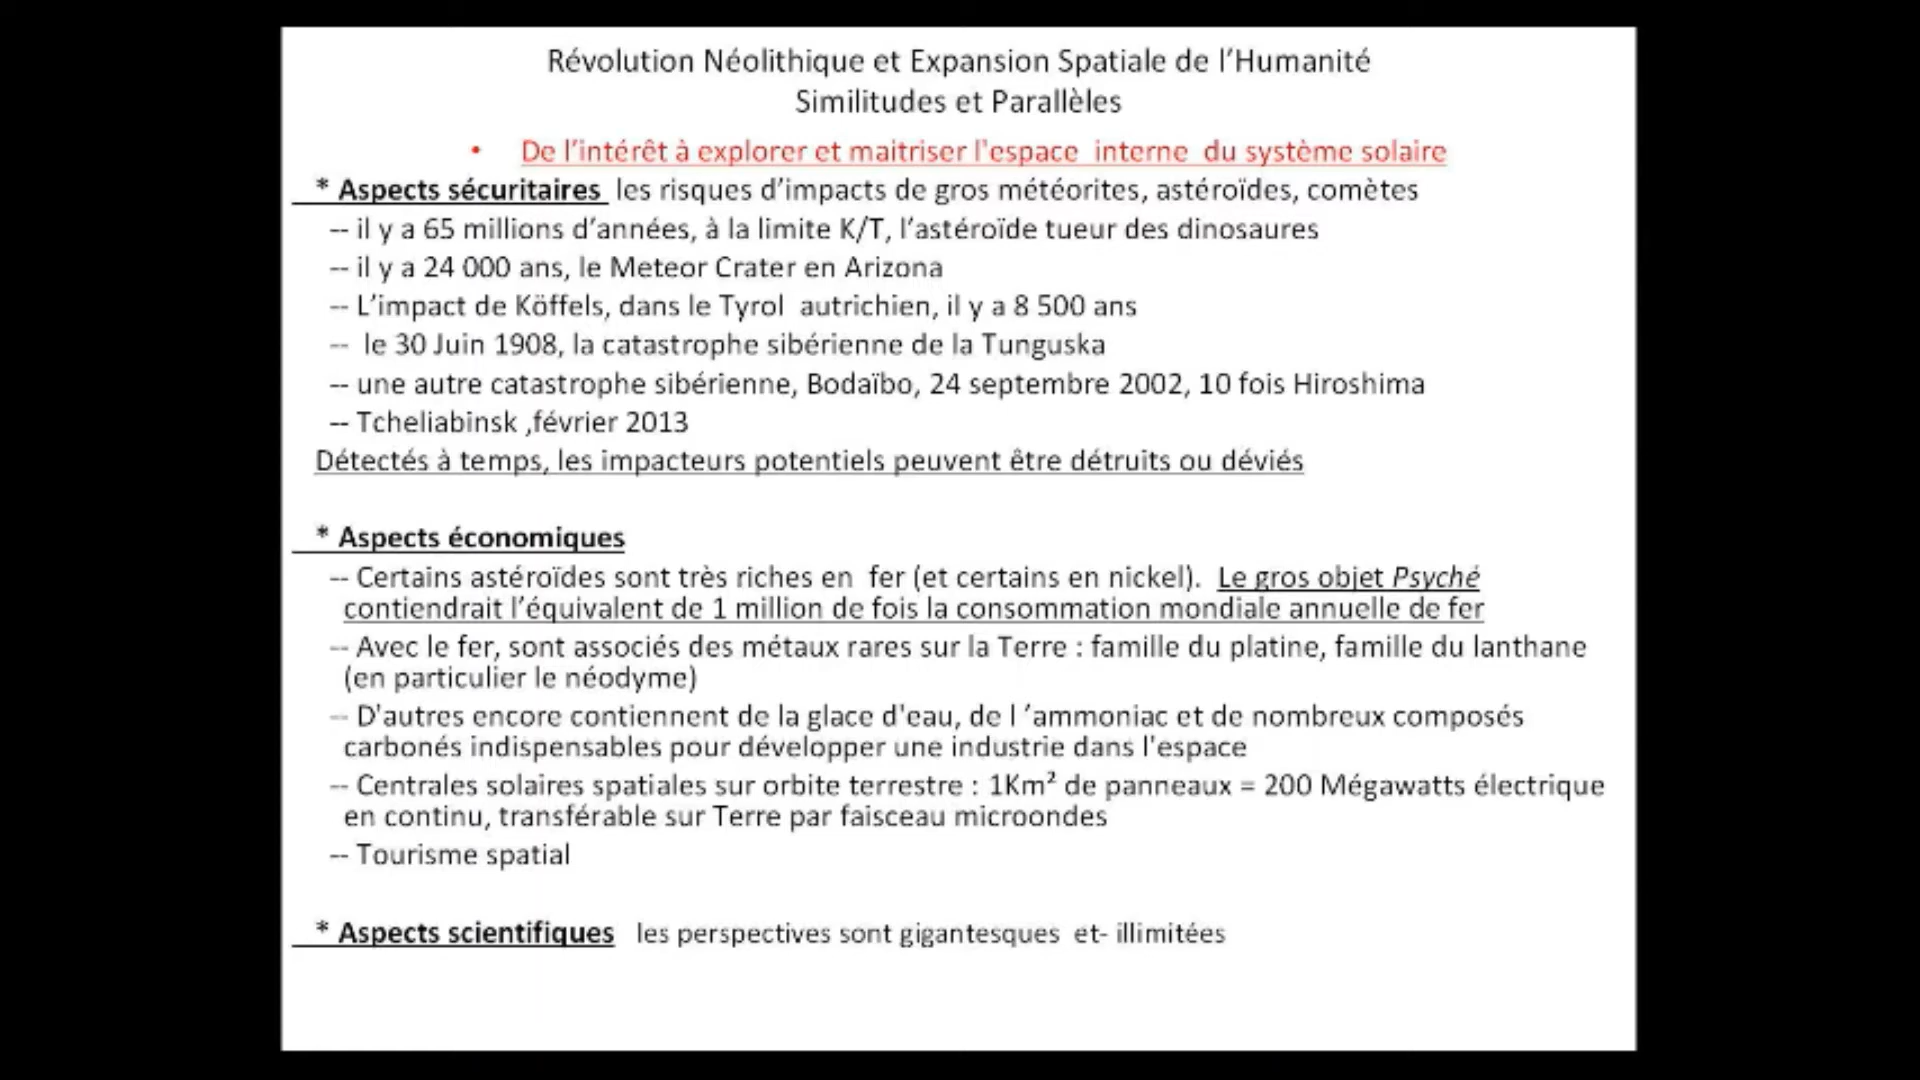 Révolution Néolithique et Expansion Spatiale de l’Humanité
Similitudes et Parallèles
• De l’intérêt à explorer et maitriser l'espace interne du système solaire
* Aspects sécuritaires les risques d’impacts de gros météorites, astéroïdes, comètes
-- il y a 65 millions d’années, à la limite K/T, l’astéroïde tueur des dinosaures
-- il y a 24 000 ans, le Meteor Crater en Arizona
-- L’impact de Köffels, dans le Tyrol autrichien, il y a 8 500 ans
-- le 30 Juin 1908, la catastrophe sibérienne de la Tunguska
-- une autre catastrophe sibérienne, Bodaïbo, 24 septembre 2002, 10 fois Hiroshima
-- Tcheliabinsk ,février 2013
Détectés à temps, les impacteurs potentiels peuvent être détruits ou déviés
* Aspects économiques
-- Certains astéroïdes sont très riches en fer (et certains en nickel). Le gros objet Psyché
contiendrait l’équivalent de 1 million de fois la consommation mondiale annuelle de fer
-- Avec le fer, sont associés des métaux rares sur la Terre : famille du platine, famille du lanthane
(en particulier le néodyme)
-- D'autres encore contiennent de la glace d'eau, de l ’ammoniac et de nombreux composés
carbonés indispensables pour développer une industrie dans l'espace
-- Centrales solaires spatiales sur orbite terrestre : 1Km² de panneaux = 200 Mégawatts électrique
en continu, transférable sur Terre par faisceau microondes
-- Tourisme spatial
* Aspects scientifiques les perspectives sont gigantesques et- illimitées